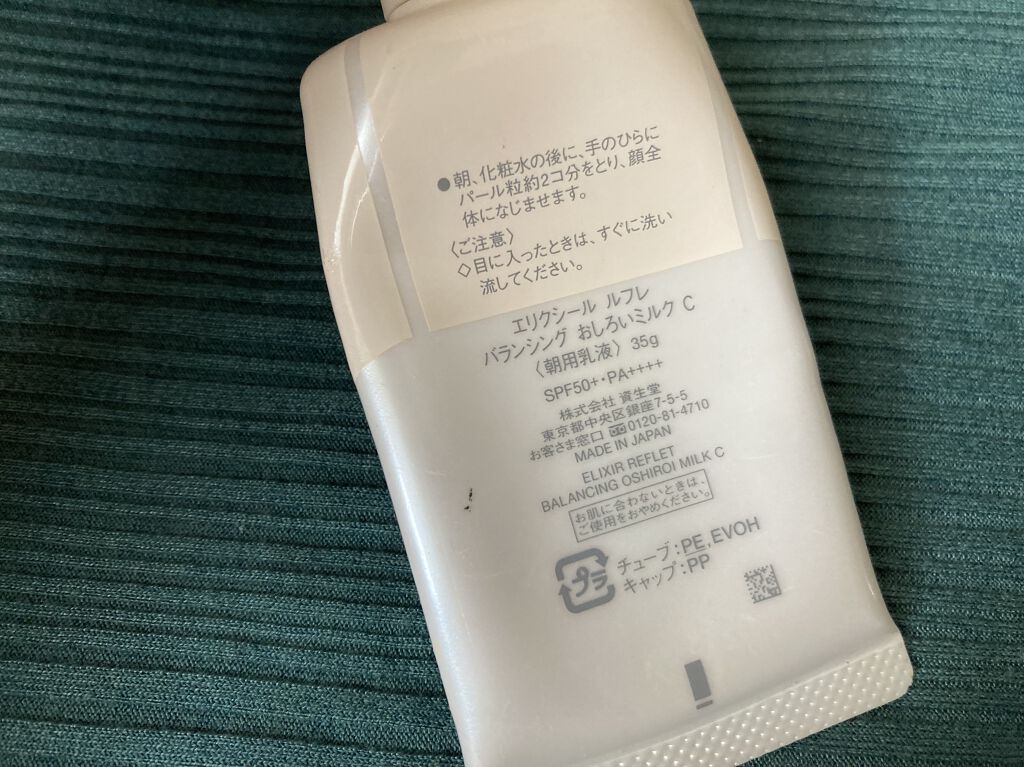 ●朝、化粧水の後に、手のひらに
パール粒約2コ分をとり、顔全
体になじませます。
〈ご注意〉
◇目に入ったときは、すぐに洗い
流してください。
エリクシール ルフレ
バランシング おしろいミルク C
〈朝用乳液〉 35g
SPF50+・PA++++
株式会社 資生堂
東京都中央区銀座7-5-5
お客さま窓口 0120-81-4710
MADE IN JAPAN
ELIXIR REFLET
BALANCING OSHIROI MILK C
お肌に合わないときは、
ご使用をおやめください。
プラ
チューブ:PE,EVOH
キャップ:PP